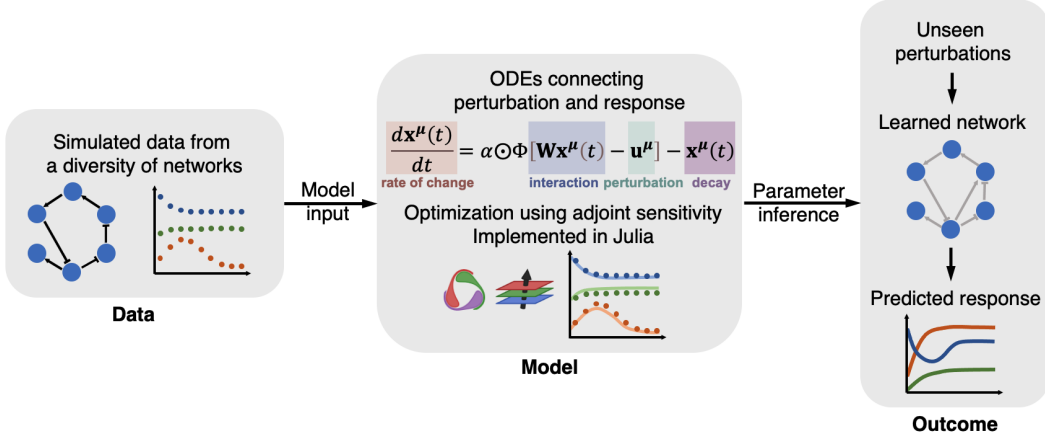 Simulated data from
a diversity of networks
Data
Model
input
ODEs connecting
perturbation and response
d𝐱^𝛍(t)/dt = α⊙Φ[𝐖𝐱^𝛍(t) − 𝐮^𝛍] − 𝐱^𝛍(t)
rate of change interaction perturbation decay
Optimization using adjoint sensitivity
Implemented in Julia
Model
Parameter
inference
Unseen
perturbations
Learned network
Predicted response
Outcome